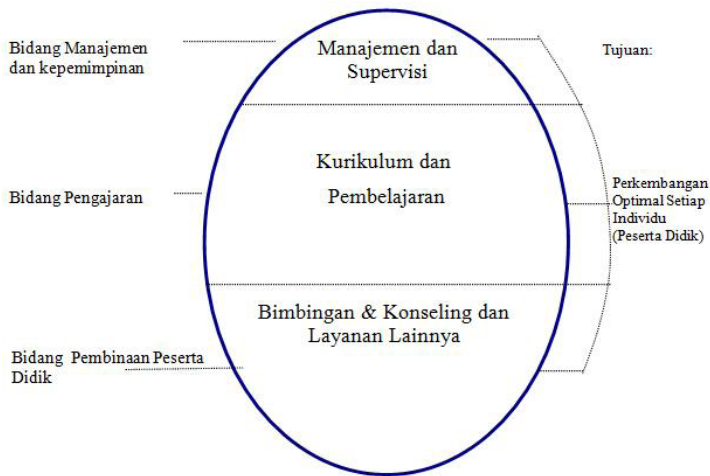 Bidang Manajemen
dan kepemimpinan
Manajemen dan
Supervisi
Tujuan:
Kurikulum dan
Pembelajaran
Bidang Pengajaran
Perkembangan
Optimal Setiap
Individu
(Peserta Didik)
Bimbingan & Konseling dan
Layanan Lainnya
Bidang Pembinaan Peserta
Didik